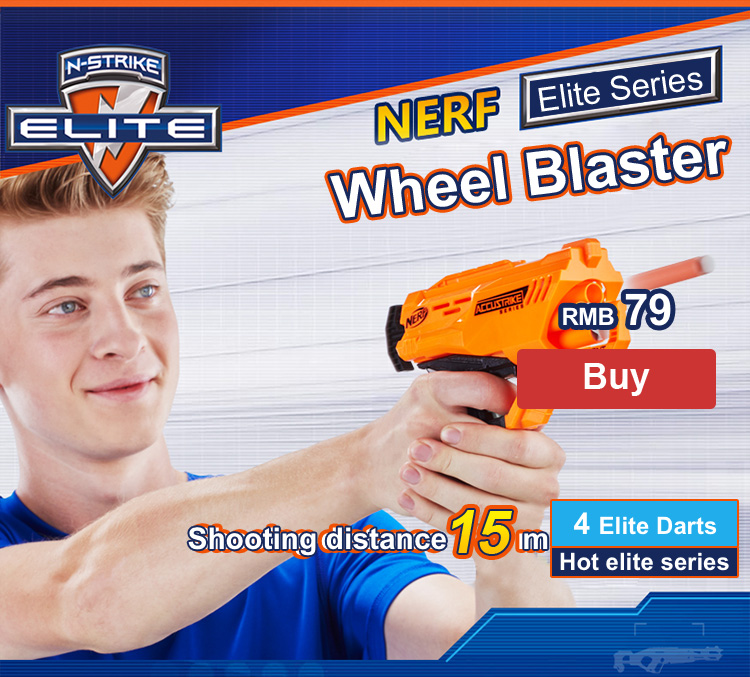 N-STRIKE
ELITE
NERF
Elite Series
Wheel Blaster
NERF
ACCUSTRIKE
SERIES
RMB 79
Buy
Shooting distance 15 m
4 Elite Darts
Hot elite series